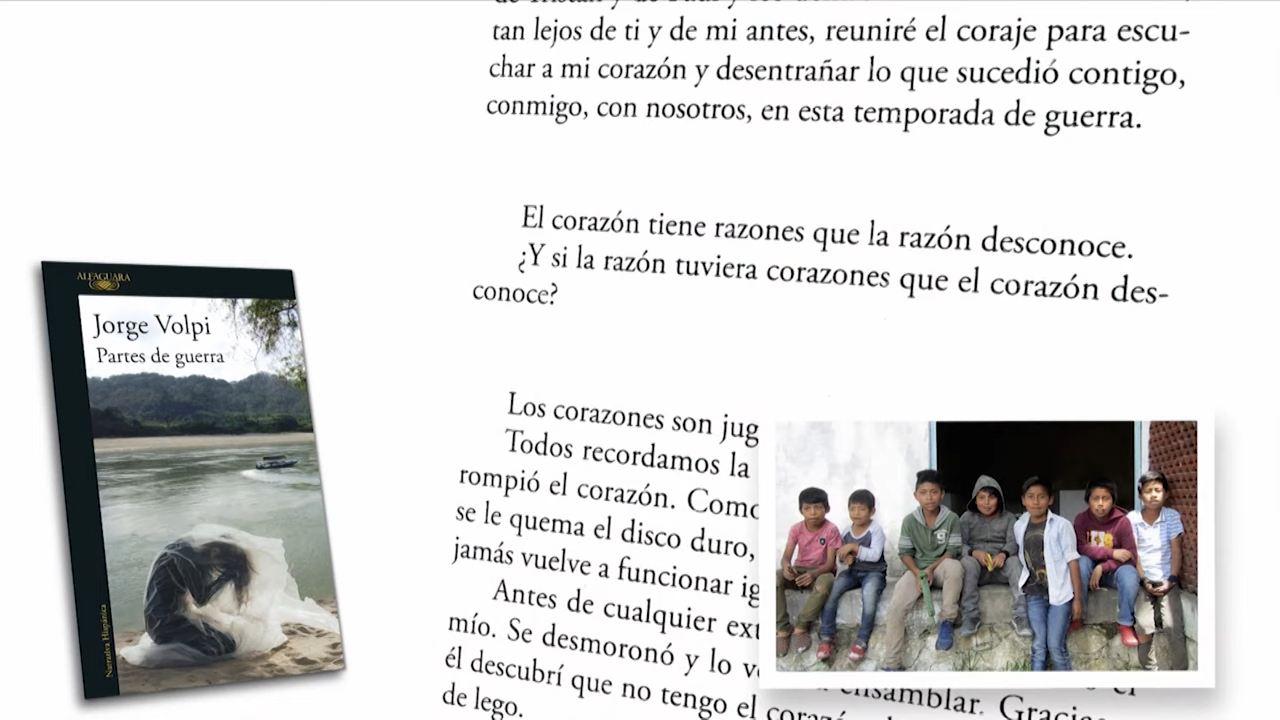 tan lejos de ti y de mi antes, reuniré el coraje para escu-
char a mi corazón y desentrañar lo que sucedió contigo,
conmigo, con nosotros, en esta temporada de guerra.
El corazón tiene razones que la razón desconoce.
¿Y si la razón tuviera corazones que el corazón des-
conoce?
Los corazones son jug
Todos recordamos la
rompió el corazón. Como
se le quema el disco duro,
jamás vuelve a funcionar ig
Antes de cualquier ext
mío. Se desmoronó y lo v
ensamblar. Gracia
él descubrí que no tengo el corazón
de lego.
ALFAGUARA
Jorge Volpi
Partes de guerra
Narrativa Hispánica